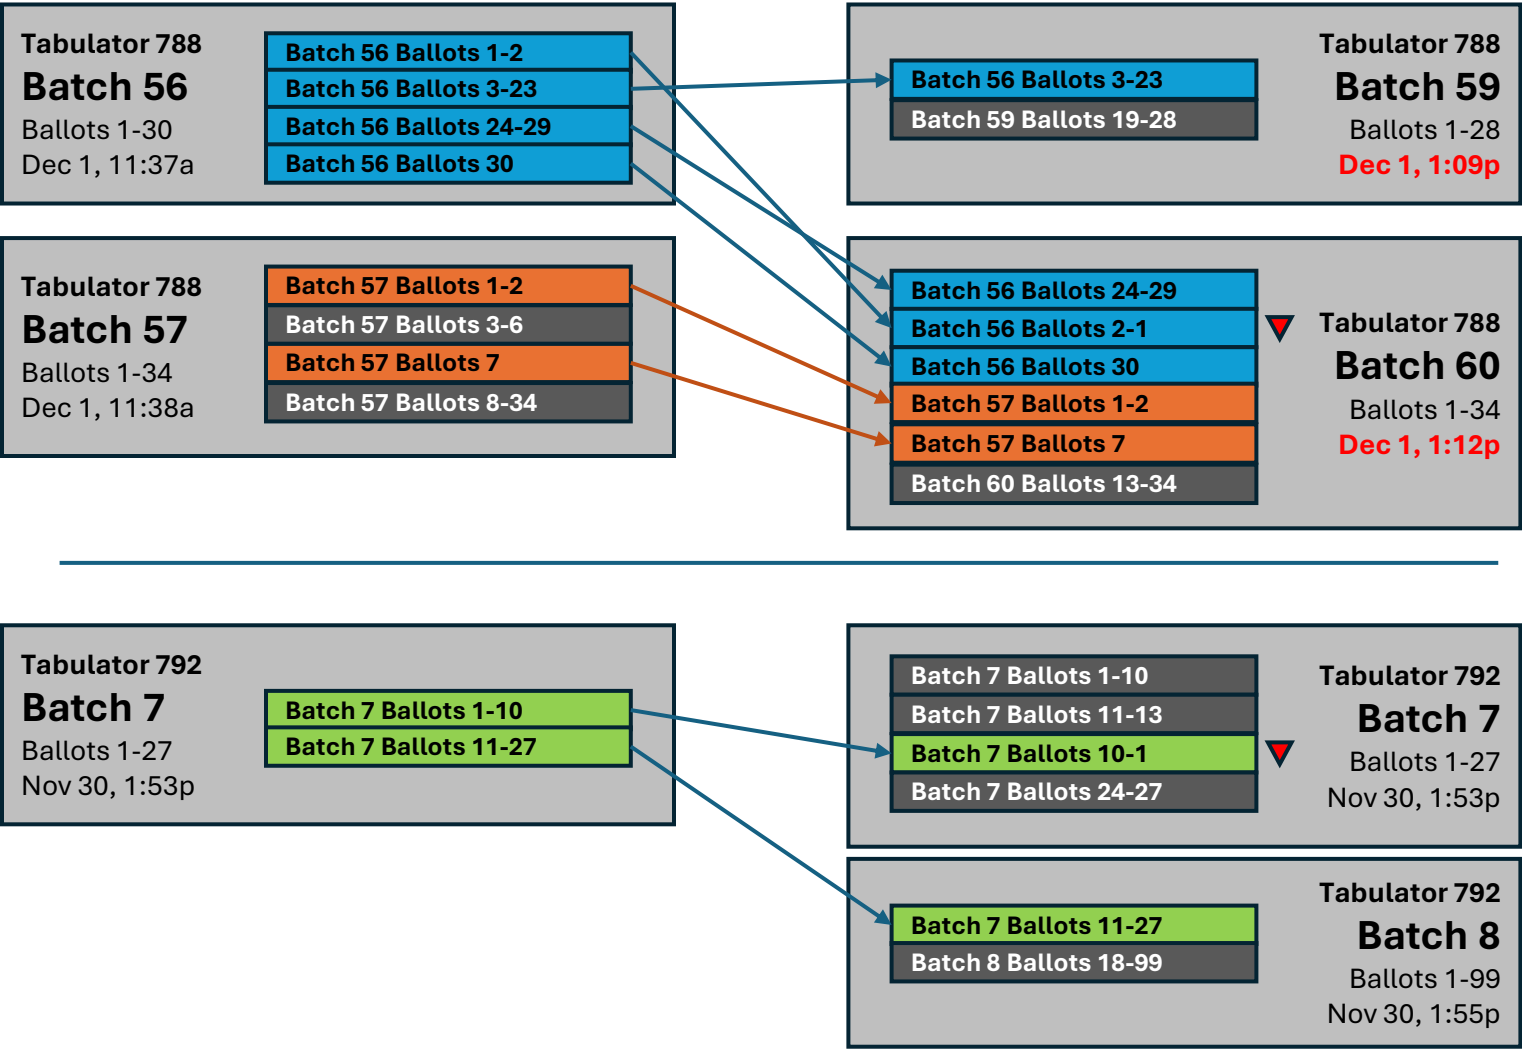 Tabulator 788
Batch 56
Ballots 1-30
Dec 1, 11:37a
Batch 56 Ballots 1-2
Batch 56 Ballots 3-23
Batch 56 Ballots 24-29
Batch 56 Ballots 30
Batch 56 Ballots 3-23
Batch 59 Ballots 19-28
Tabulator 788
Batch 59
Ballots 1-28
Dec 1, 1:09p
Tabulator 788
Batch 57
Ballots 1-34
Dec 1, 11:38a
Batch 57 Ballots 1-2
Batch 57 Ballots 3-6
Batch 57 Ballots 7
Batch 57 Ballots 8-34
Batch 56 Ballots 24-29
Batch 56 Ballots 2-1
Batch 56 Ballots 30
Batch 57 Ballots 1-2
Batch 57 Ballots 7
Batch 60 Ballots 13-34
Tabulator 788
Batch 60
Ballots 1-34
Dec 1, 1:12p
Tabulator 792
Batch 7
Ballots 1-27
Nov 30, 1:53p
Batch 7 Ballots 1-10
Batch 7 Ballots 11-27
Batch 7 Ballots 1-10
Batch 7 Ballots 11-13
Batch 7 Ballots 10-1
Batch 7 Ballots 24-27
Tabulator 792
Batch 7
Ballots 1-27
Nov 30, 1:53p
Batch 7 Ballots 11-27
Batch 8 Ballots 18-99
Tabulator 792
Batch 8
Ballots 1-99
Nov 30, 1:55p